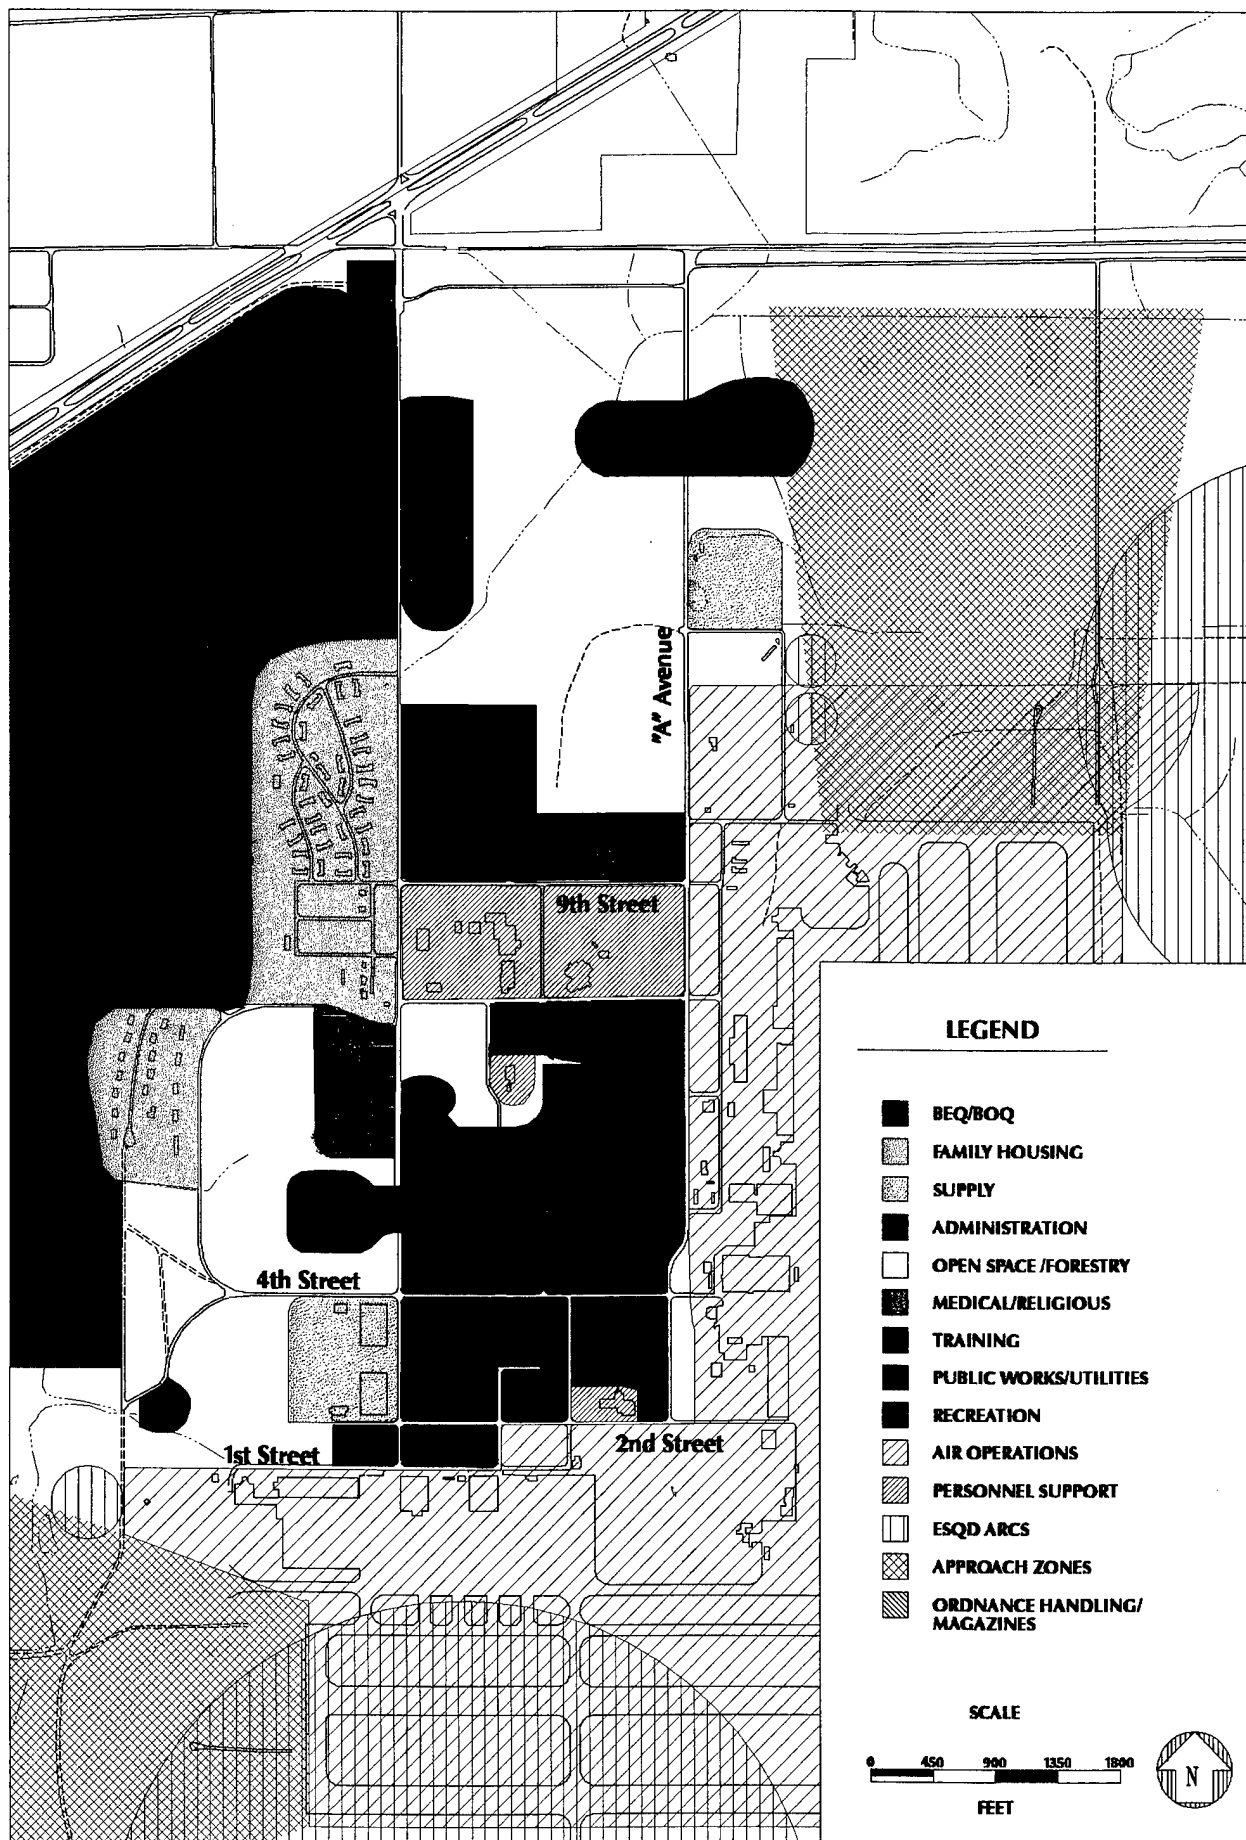 "A" Avenue
9th Street
4th Street
1st Street
2nd Street
LEGEND
BEQ/BOQ
FAMILY HOUSING
SUPPLY
ADMINISTRATION
OPEN SPACE/FORESTRY
MEDICAL/RELIGIOUS
TRAINING
PUBLIC WORKS/UTILITIES
RECREATION
AIR OPERATIONS
PERSONNEL SUPPORT
ESQD ARCS
APPROACH ZONES
ORDNANCE HANDLING/
MAGAZINES
SCALE
0 450 900 1350 1800
FEET
N